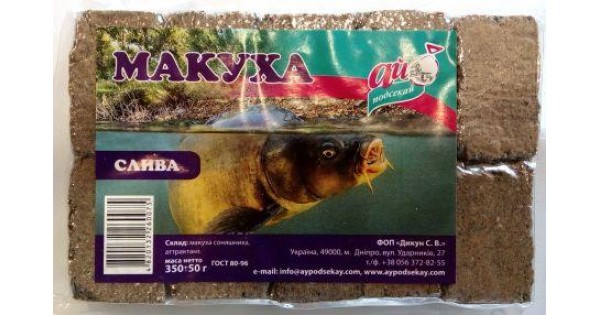 МАКУХА
ай
подсекай
СЛИВА
Склад: макуха соняшника,
аттрактант.
маса нетто
350±50 г ГОСТ 80-96
ФОП «Дикун С. В.»
Україна, 49000, м. Дніпро, вул. Ударників, 27
т./ф. +38 056 372-82-55
e-mail: info@aypodsekay.com, www.aypodsekay.com